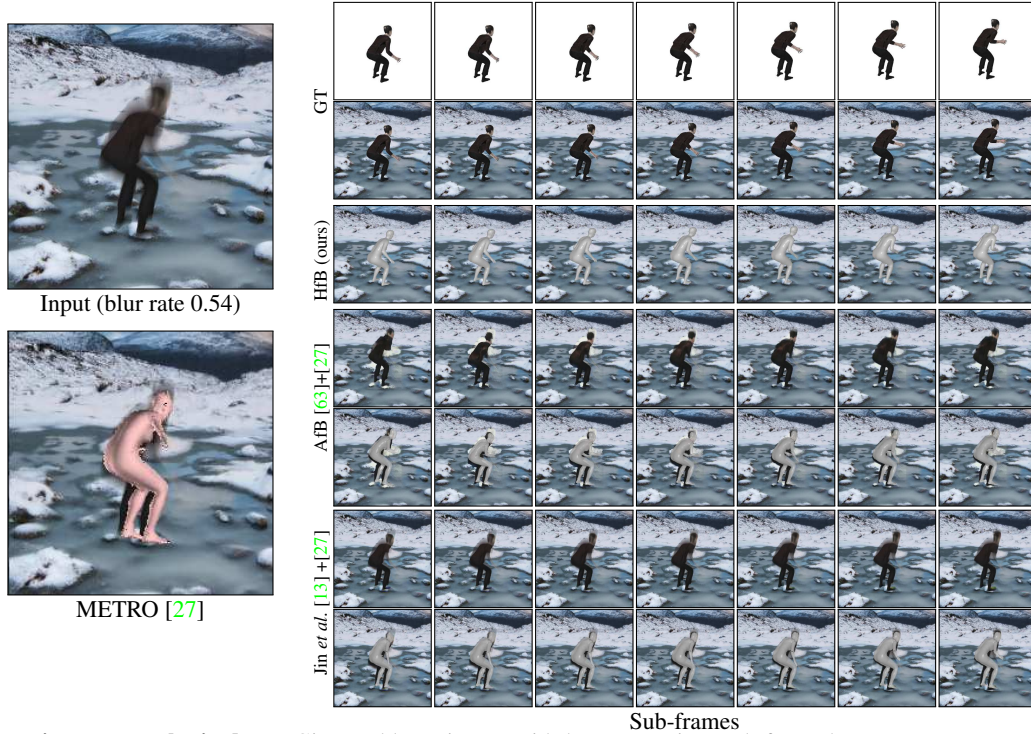 Input (blur rate 0.54)
METRO [27]
GT
HfB (ours)
AfB [63]+[27]
Jin et al. [13] +[27]
Sub-frames